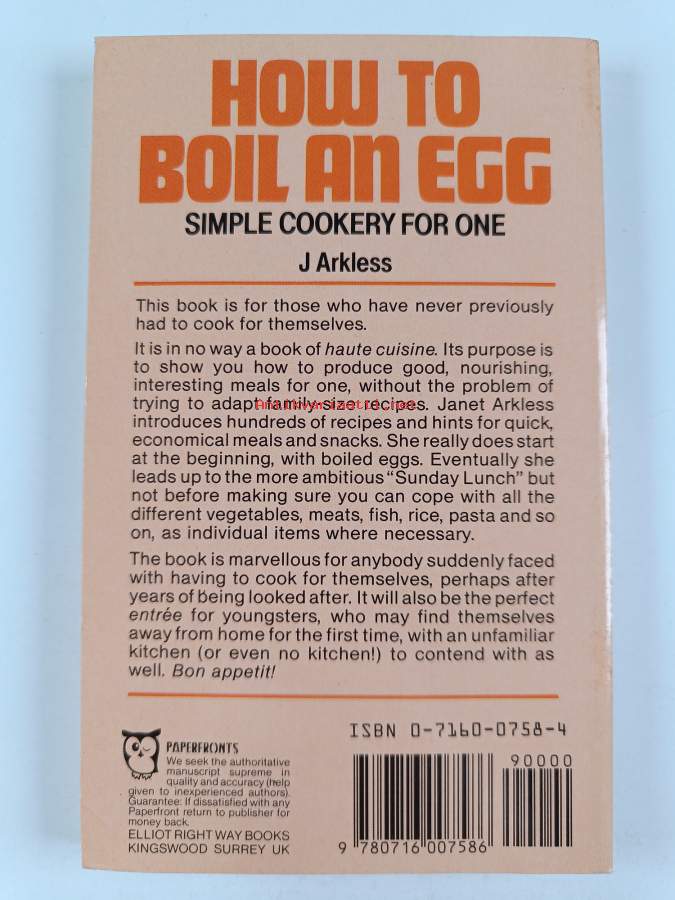 HOW TO
BOIL AN EGG
SIMPLE COOKERY FOR ONE
J Arkless
This book is for those who have never previously
had to cook for themselves.
It is in no way a book of haute cuisine. Its purpose is
to show you how to produce good, nourishing,
interesting meals for one, without the problem of
trying to adapt family-size recipes. Janet Arkless
Antikvariaatti.net
introduces hundreds of recipes and hints for quick,
economical meals and snacks. She really does start
at the beginning, with boiled eggs. Eventually she
leads up to the more ambitious “Sunday Lunch” but
not before making sure you can cope with all the
different vegetables, meats, fish, rice, pasta and so
on, as individual items where necessary.
The book is marvellous for anybody suddenly faced
with having to cook for themselves, perhaps after
years of being looked after. It will also be the perfect
entrée for youngsters, who may find themselves
away from home for the first time, with an unfamiliar
kitchen (or even no kitchen!) to contend with as
well. Bon appetit!
PAPERFRONTS
We seek the authoritative
manuscript supreme in
quality and accuracy (help
given to inexperienced authors).
Guarantee: If dissatisfied with any
Paperfront return to publisher for
money back.
ELLIOT RIGHT WAY BOOKS
KINGSWOOD SURREY UK
ISBN 0-7160-0758-4
90000
9 780716 007586